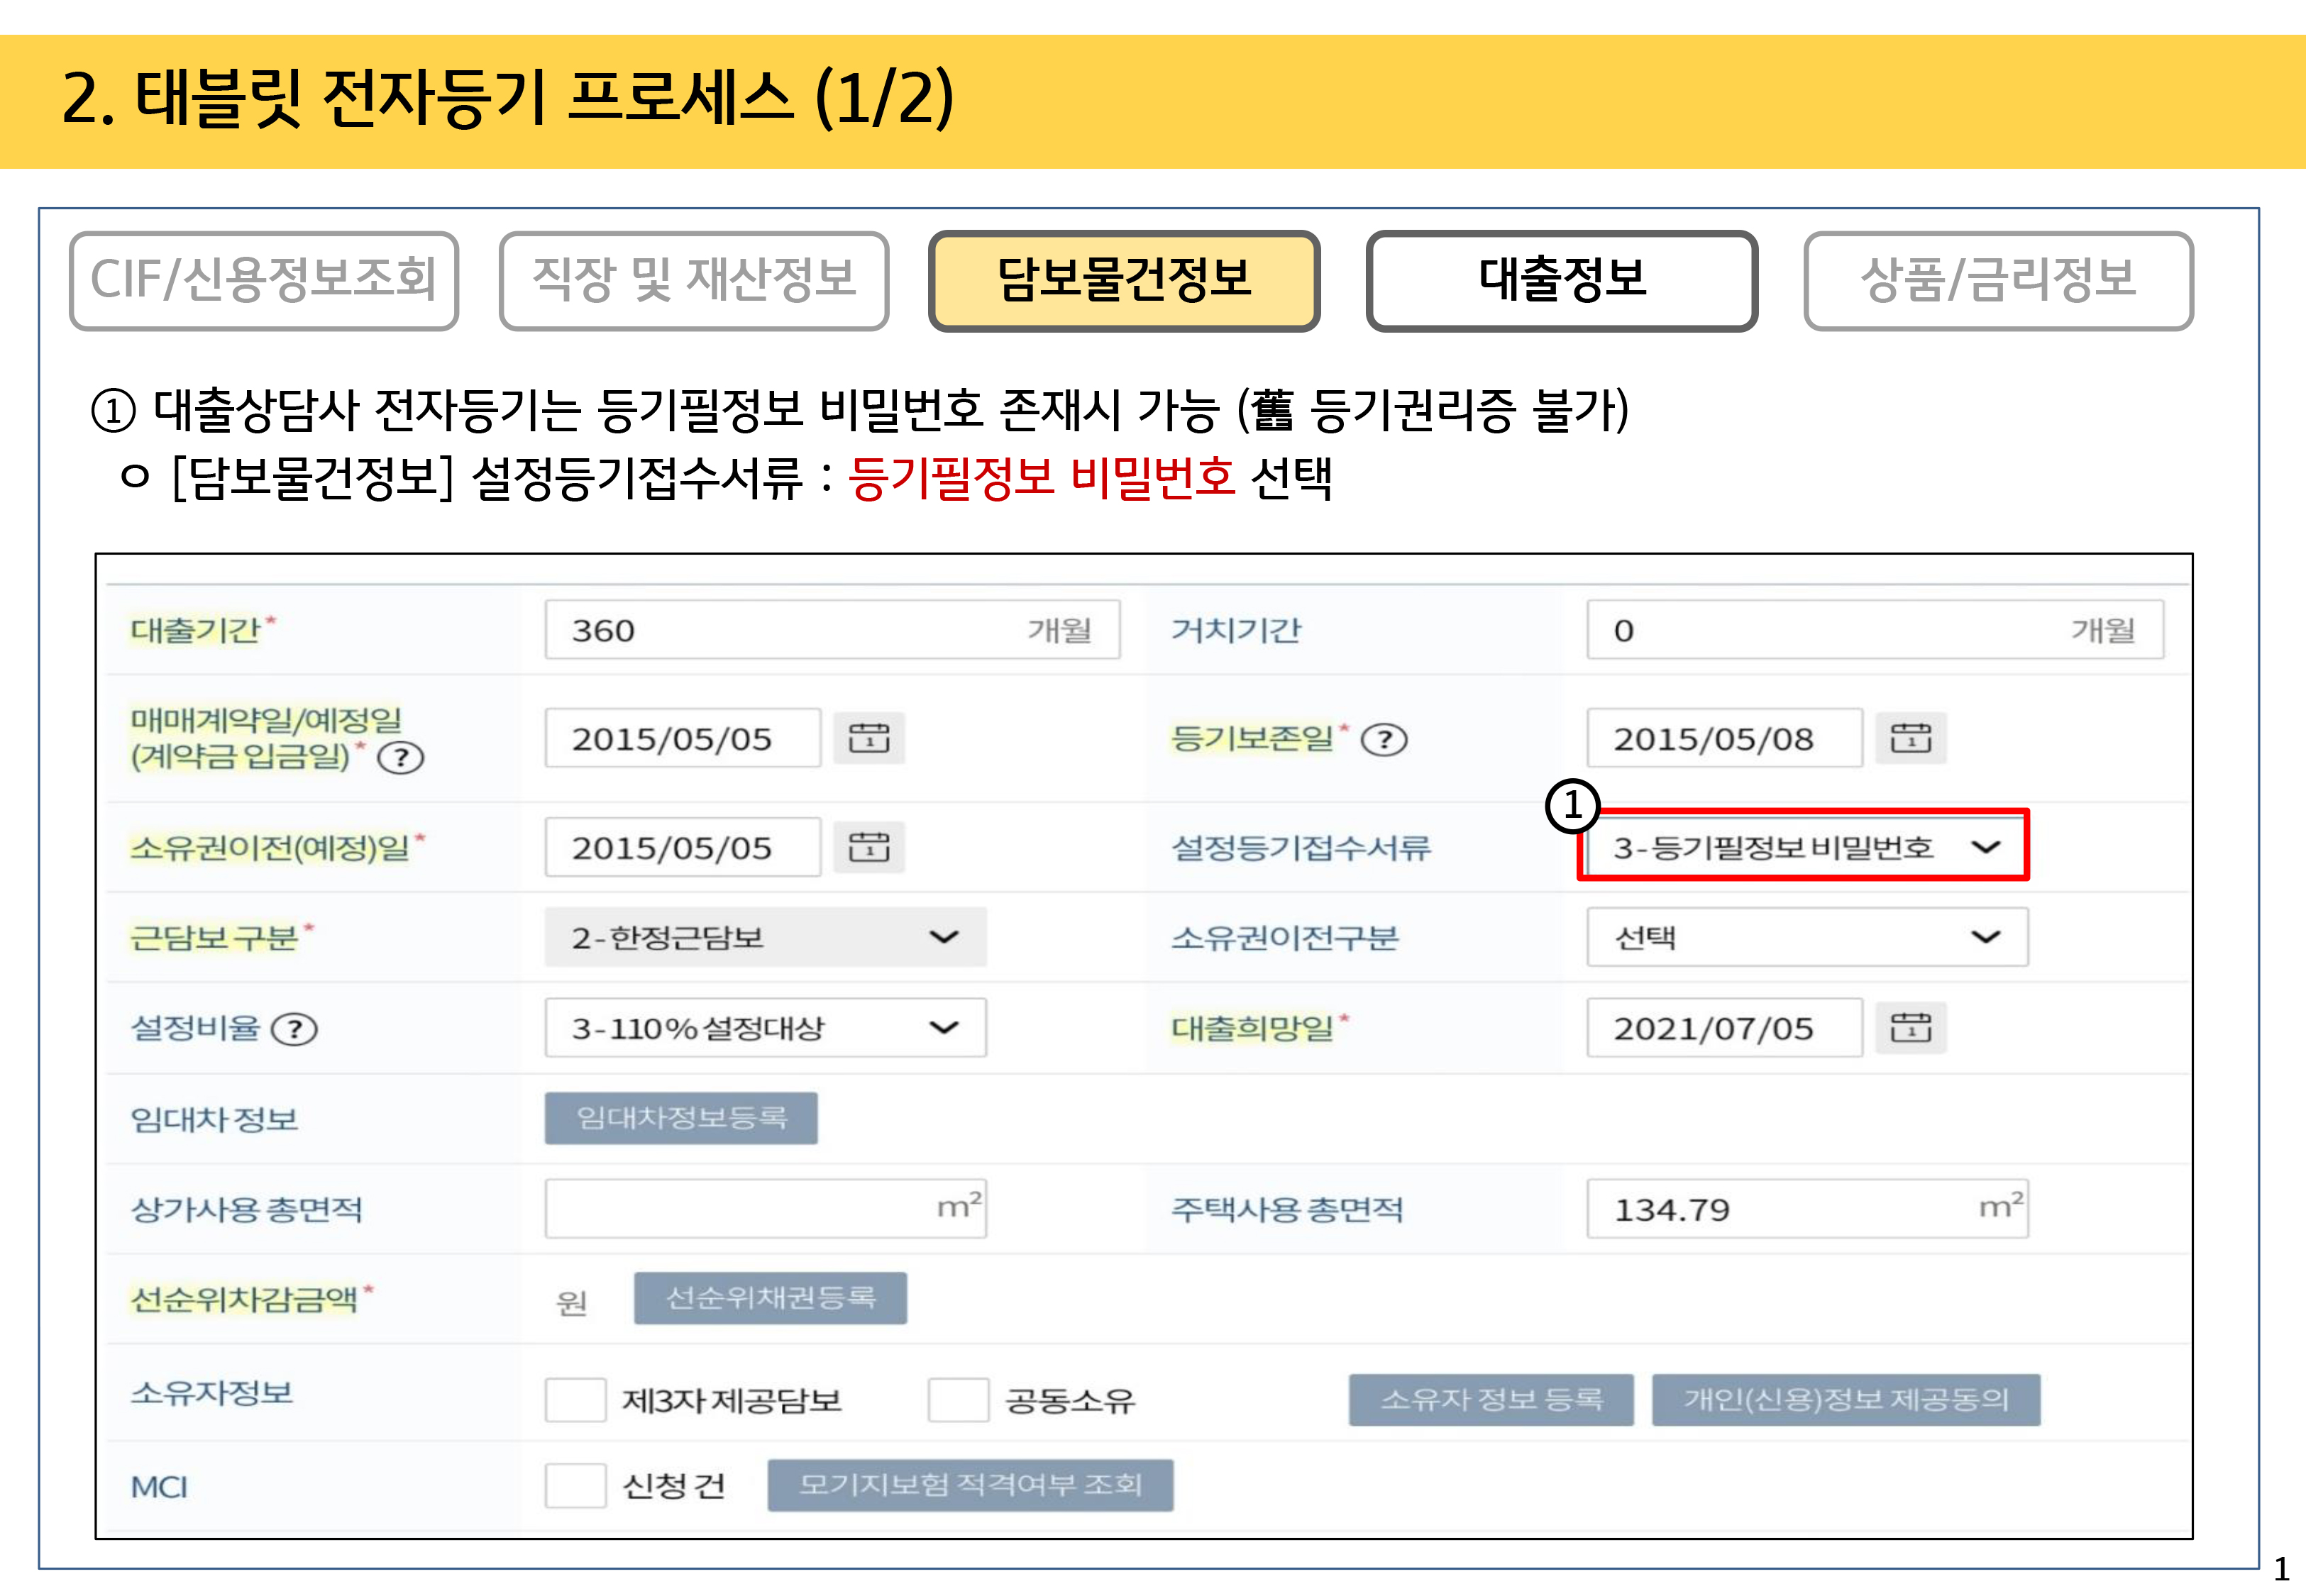 2. 태블릿 전자등기 프로세스 (1/2)
CIF/신용정보조회
직장 및 재산정보
담보물건정보
대출정보
상품/금리정보
① 대출상담사 전자등기는 등기필정보 비밀번호 존재시 가능 (舊 등기권리증 불가)
ㅇ [담보물건정보] 설정등기접수서류 : 등기필정보 비밀번호 선택
대출기간* 360 개월 거치기간 0 개월
매매계약일/예정일
(계약금 입금일)* ? 2015/05/05 등기보존일* ? 2015/05/08
①
소유권이전(예정)일* 2015/05/05 설정등기접수서류 3-등기필정보 비밀번호
근담보 구분* 2-한정근담보 소유권이전구분 선택
설정비율 ? 3-110% 설정대상 대출희망일* 2021/07/05
임대차 정보 임대차정보등록
상가사용 총면적 m² 주택사용 총면적 134.79 m²
선순위차감금액* 원 선순위채권등록
소유자정보 제3자 제공담보 공동소유 소유자 정보 등록 개인(신용)정보 제공동의
MCI 신청 건 모기지보험 적격여부 조회
1